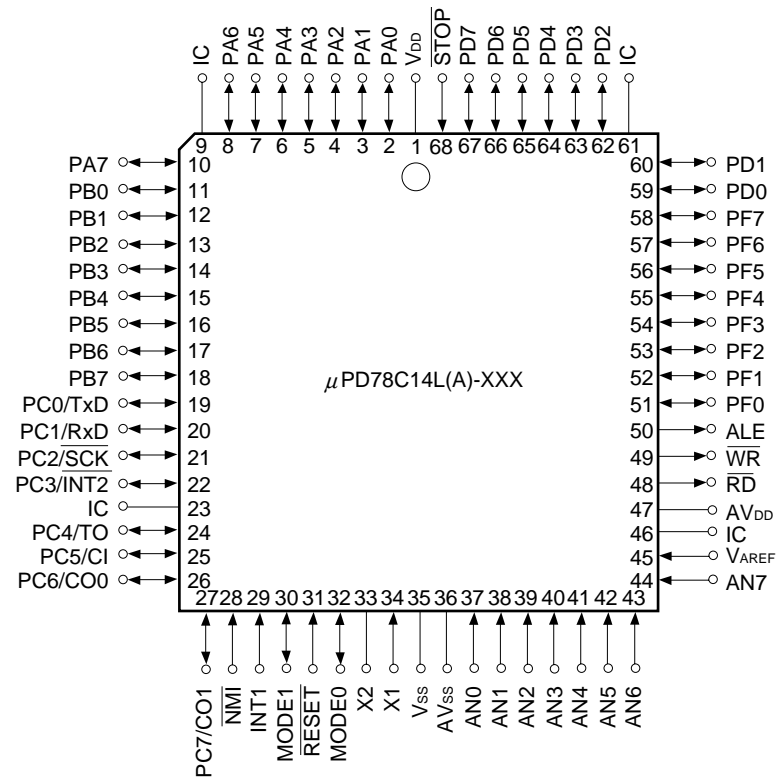 IC
PA6
PA5
PA4
PA3
PA2
PA1
PA0
VDD
STOP
PD7
PD6
PD5
PD4
PD3
PD2
IC
9 8 7 6 5 4 3 2 1 68 67 66 65 64 63 62 61
PA7 10 60 PD1
PB0 11 59 PD0
PB1 12 58 PF7
PB2 13 57 PF6
PB3 14 56 PF5
PB4 15 55 PF4
PB5 16 54 PF3
PB6 17 53 PF2
PB7 18 52 PF1
μPD78C14L(A)-XXX
PC0/TxD 19 51 PF0
PC1/RxD 20 50 ALE
PC2/SCK 21 49 WR
PC3/INT2 22 48 RD
IC 23 47 AVDD
PC4/TO 24 46 IC
PC5/CI 25 45 VAREF
PC6/CO0 26 44 AN7
27 28 29 30 31 32 33 34 35 36 37 38 39 40 41 42 43
PC7/CO1
NMI
INT1
MODE1
RESET
MODE0
X2
X1
VSS
AVSS
AN0
AN1
AN2
AN3
AN4
AN5
AN6